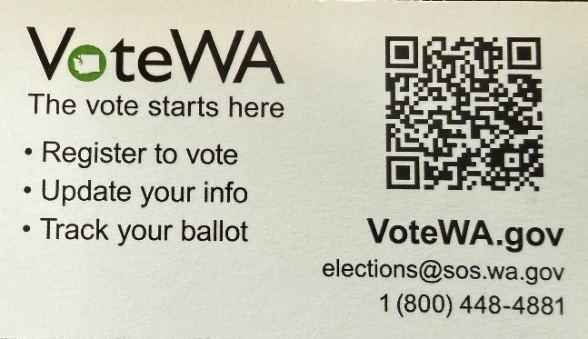 VoteWA
The vote starts here
• Register to vote
• Update your info
• Track your ballot
VoteWA.gov
elections@sos.wa.gov
1 (800) 448-4881